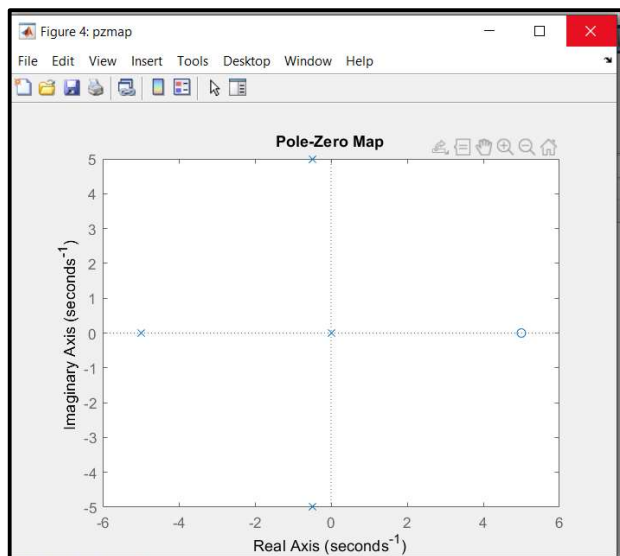 Figure 4: pzmap
File Edit View Insert Tools Desktop Window Help
Pole-Zero Map
5
4
3
2
1
0
-1
-2
-3
-4
-5
Imaginary Axis (seconds⁻¹)
-6 -4 -2 0 2 4 6
Real Axis (seconds⁻¹)